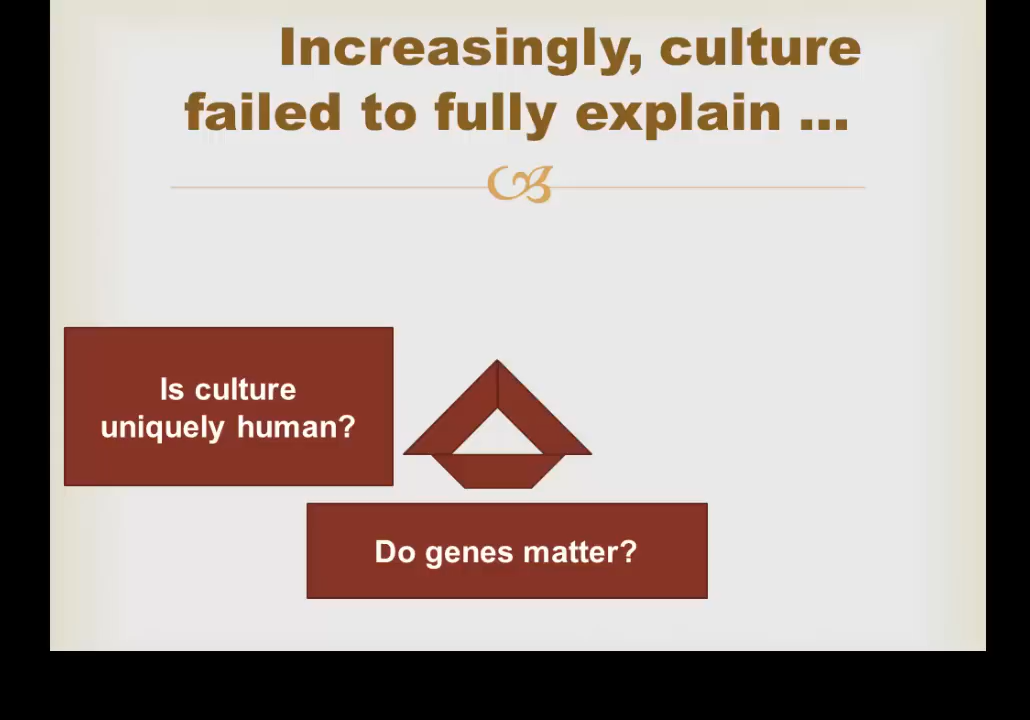 Increasingly, culture
failed to fully explain ...
Is culture
uniquely human?
Do genes matter?